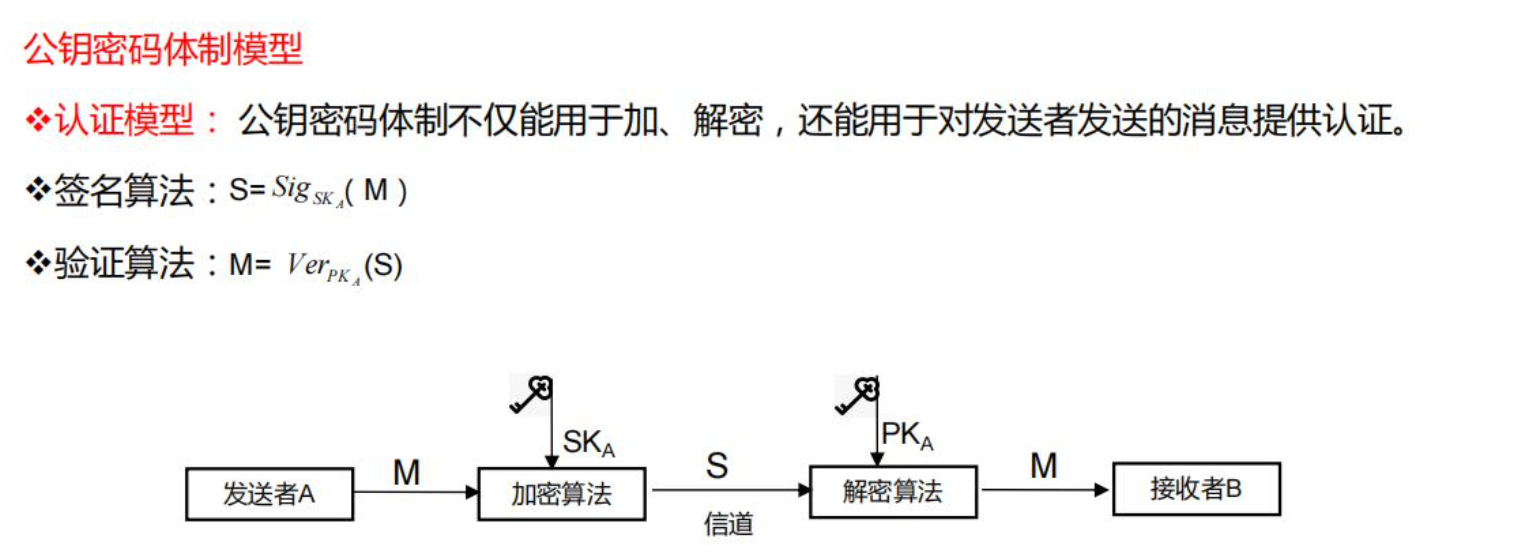 公钥密码体制模型
❖认证模型： 公钥密码体制不仅能用于加、解密，还能用于对发送者发送的消息提供认证。
❖签名算法：S= Sig_{SK_A}( M )
❖验证算法：M= Ver_{PK_A}(S)
SK_A
PK_A
发送者A M 加密算法 S 解密算法 M 接收者B
信道